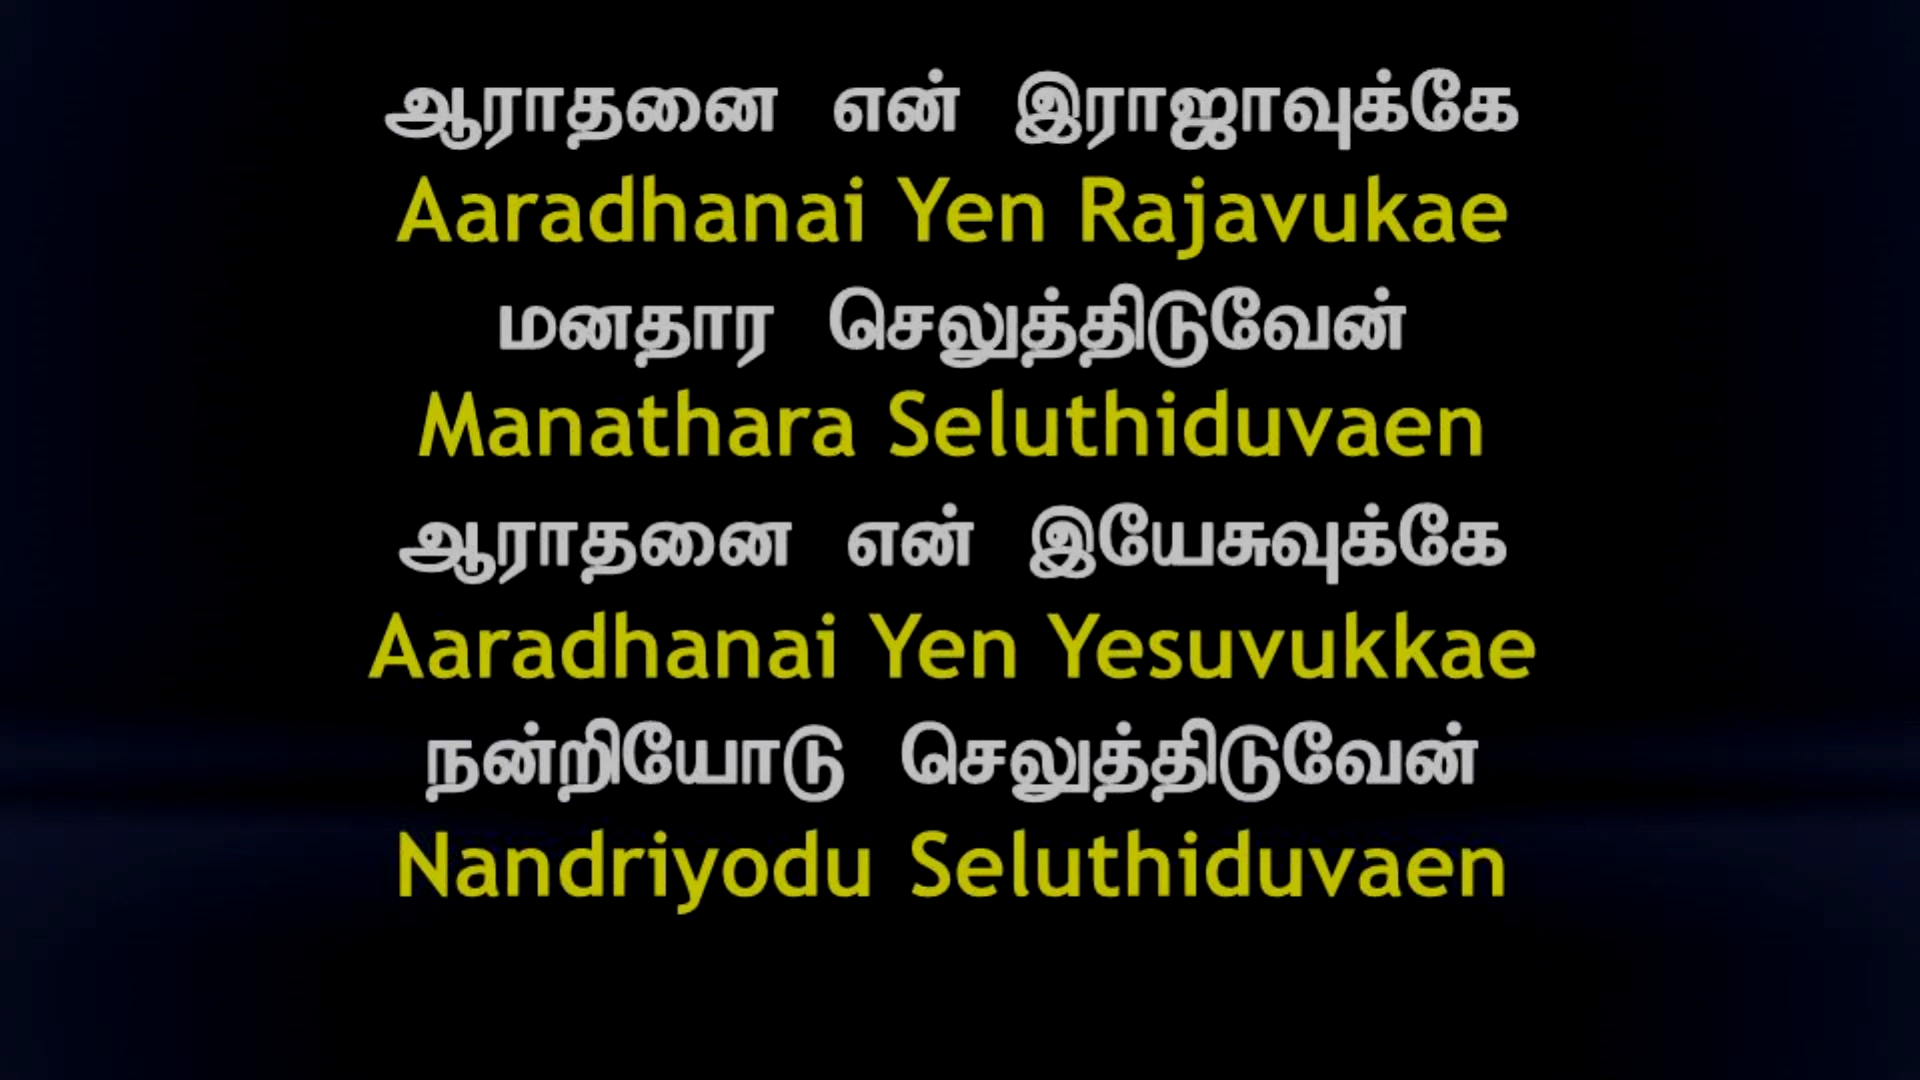 ஆராதனை என் இராஜாவுக்கே
Aaradhanai Yen Rajavukae
மனதார செலுத்திடுவேன்
Manathara Seluthiduvaen
ஆராதனை என் இயேசுவுக்கே
Aaradhanai Yen Yesuvukkae
நன்றியோடு செலுத்திடுவேன்
Nandriyodu Seluthiduvaen